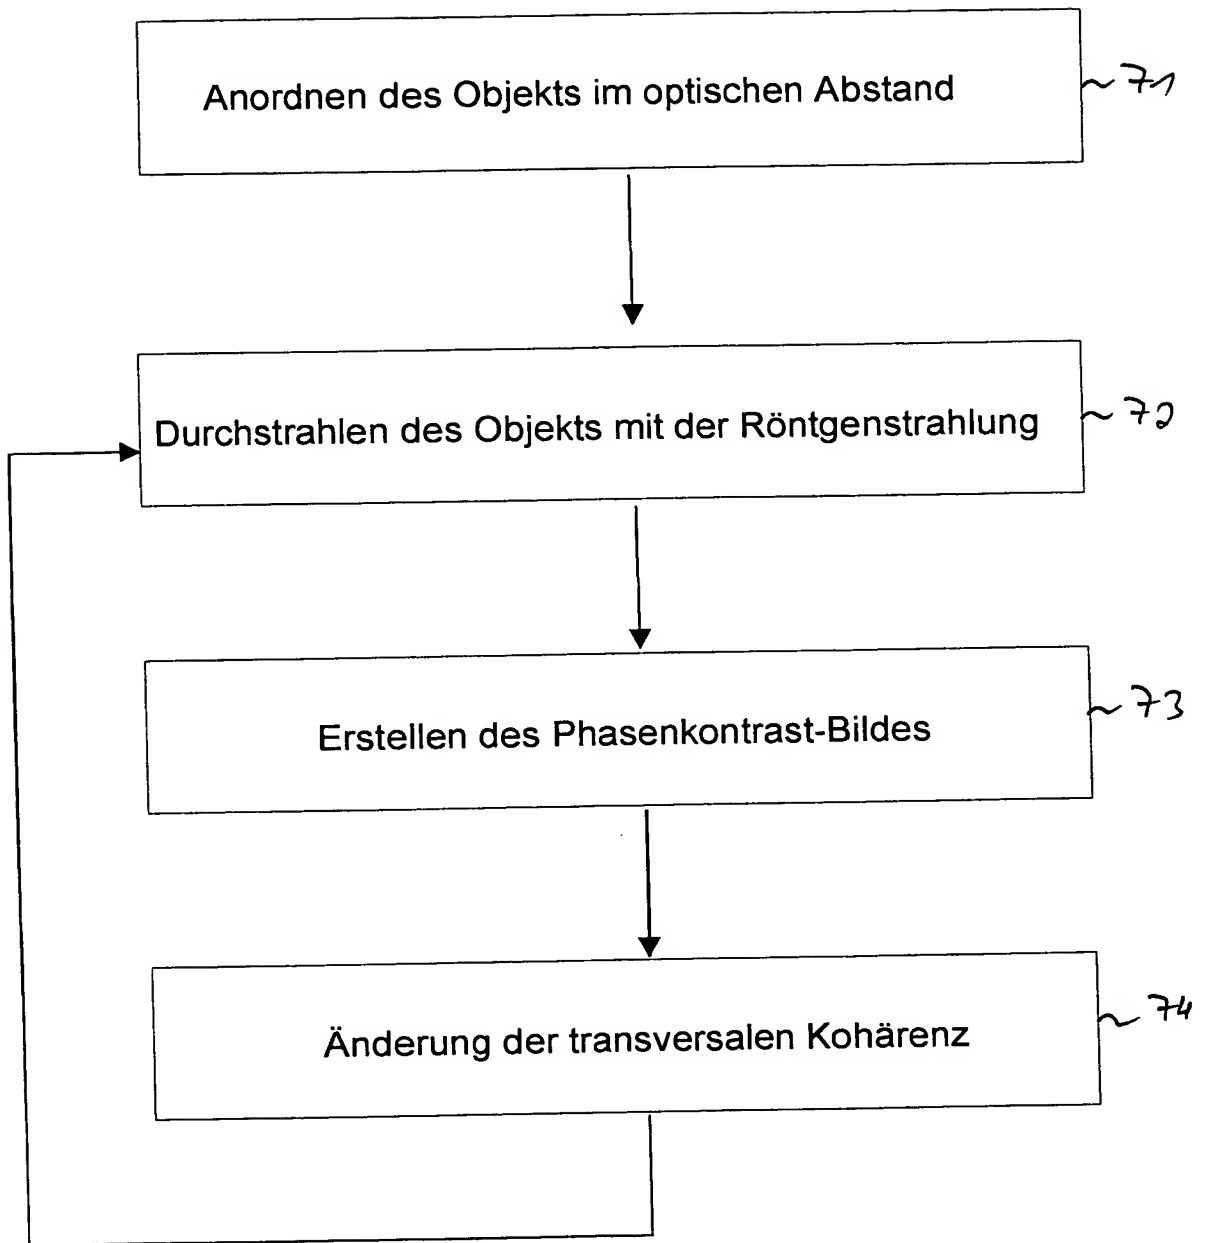 Anordnen des Objekts im optischen Abstand
~ 71
Durchstrahlen des Objekts mit der Röntgenstrahlung
~ 72
Erstellen des Phasenkontrast-Bildes
~ 73
Änderung der transversalen Kohärenz
~ 74